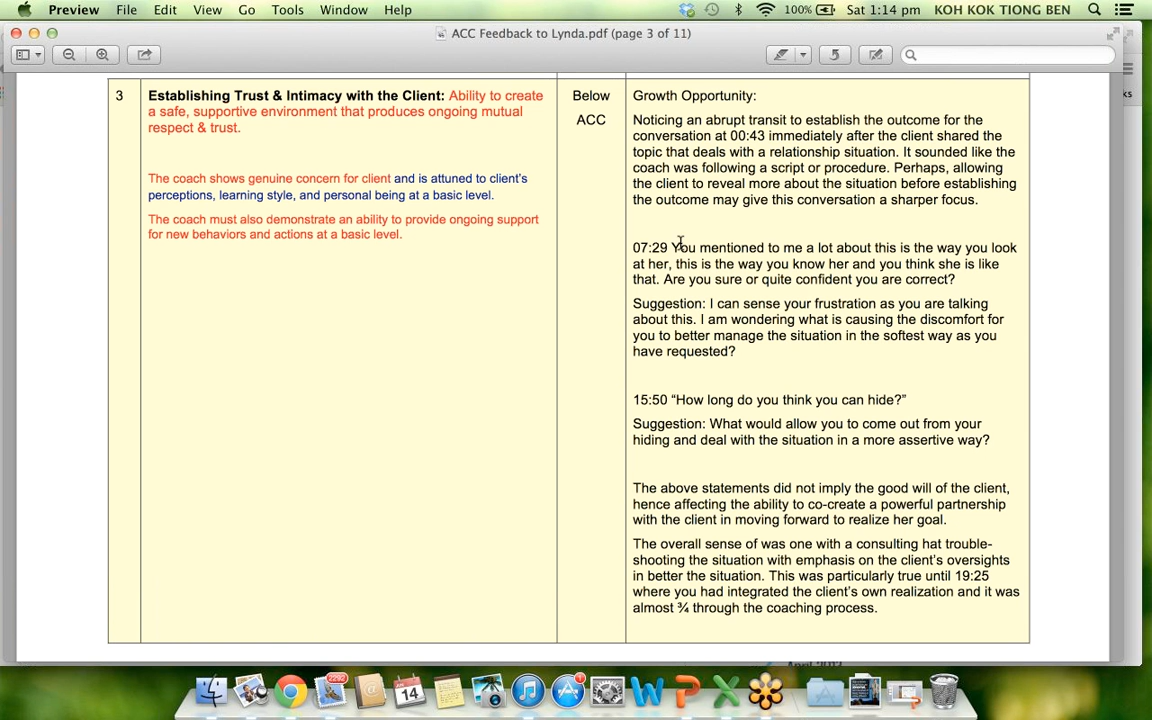 Preview File Edit View Go Tools Window Help 100% Sat 1:14 pm KOH KOK TIONG BEN
ACC Feedback to Lynda.pdf (page 3 of 11)
3
Establishing Trust & Intimacy with the Client: Ability to create
a safe, supportive environment that produces ongoing mutual
respect & trust.
The coach shows genuine concern for client and is attuned to client's
perceptions, learning style, and personal being at a basic level.
The coach must also demonstrate an ability to provide ongoing support
for new behaviors and actions at a basic level.
Below
ACC
Growth Opportunity:
Noticing an abrupt transit to establish the outcome for the
conversation at 00:43 immediately after the client shared the
topic that deals with a relationship situation. It sounded like the
coach was following a script or procedure. Perhaps, allowing
the client to reveal more about the situation before establishing
the outcome may give this conversation a sharper focus.
07:29 You mentioned to me a lot about this is the way you look
at her, this is the way you know her and you think she is like
that. Are you sure or quite confident you are correct?
Suggestion: I can sense your frustration as you are talking
about this. I am wondering what is causing the discomfort for
you to better manage the situation in the softest way as you
have requested?
15:50 “How long do you think you can hide?”
Suggestion: What would allow you to come out from your
hiding and deal with the situation in a more assertive way?
The above statements did not imply the good will of the client,
hence affecting the ability to co-create a powerful partnership
with the client in moving forward to realize her goal.
The overall sense of was one with a consulting hat trouble-
shooting the situation with emphasis on the client's oversights
in better the situation. This was particularly true until 19:25
where you had integrated the client's own realization and it was
almost ¾ through the coaching process.
2293
14